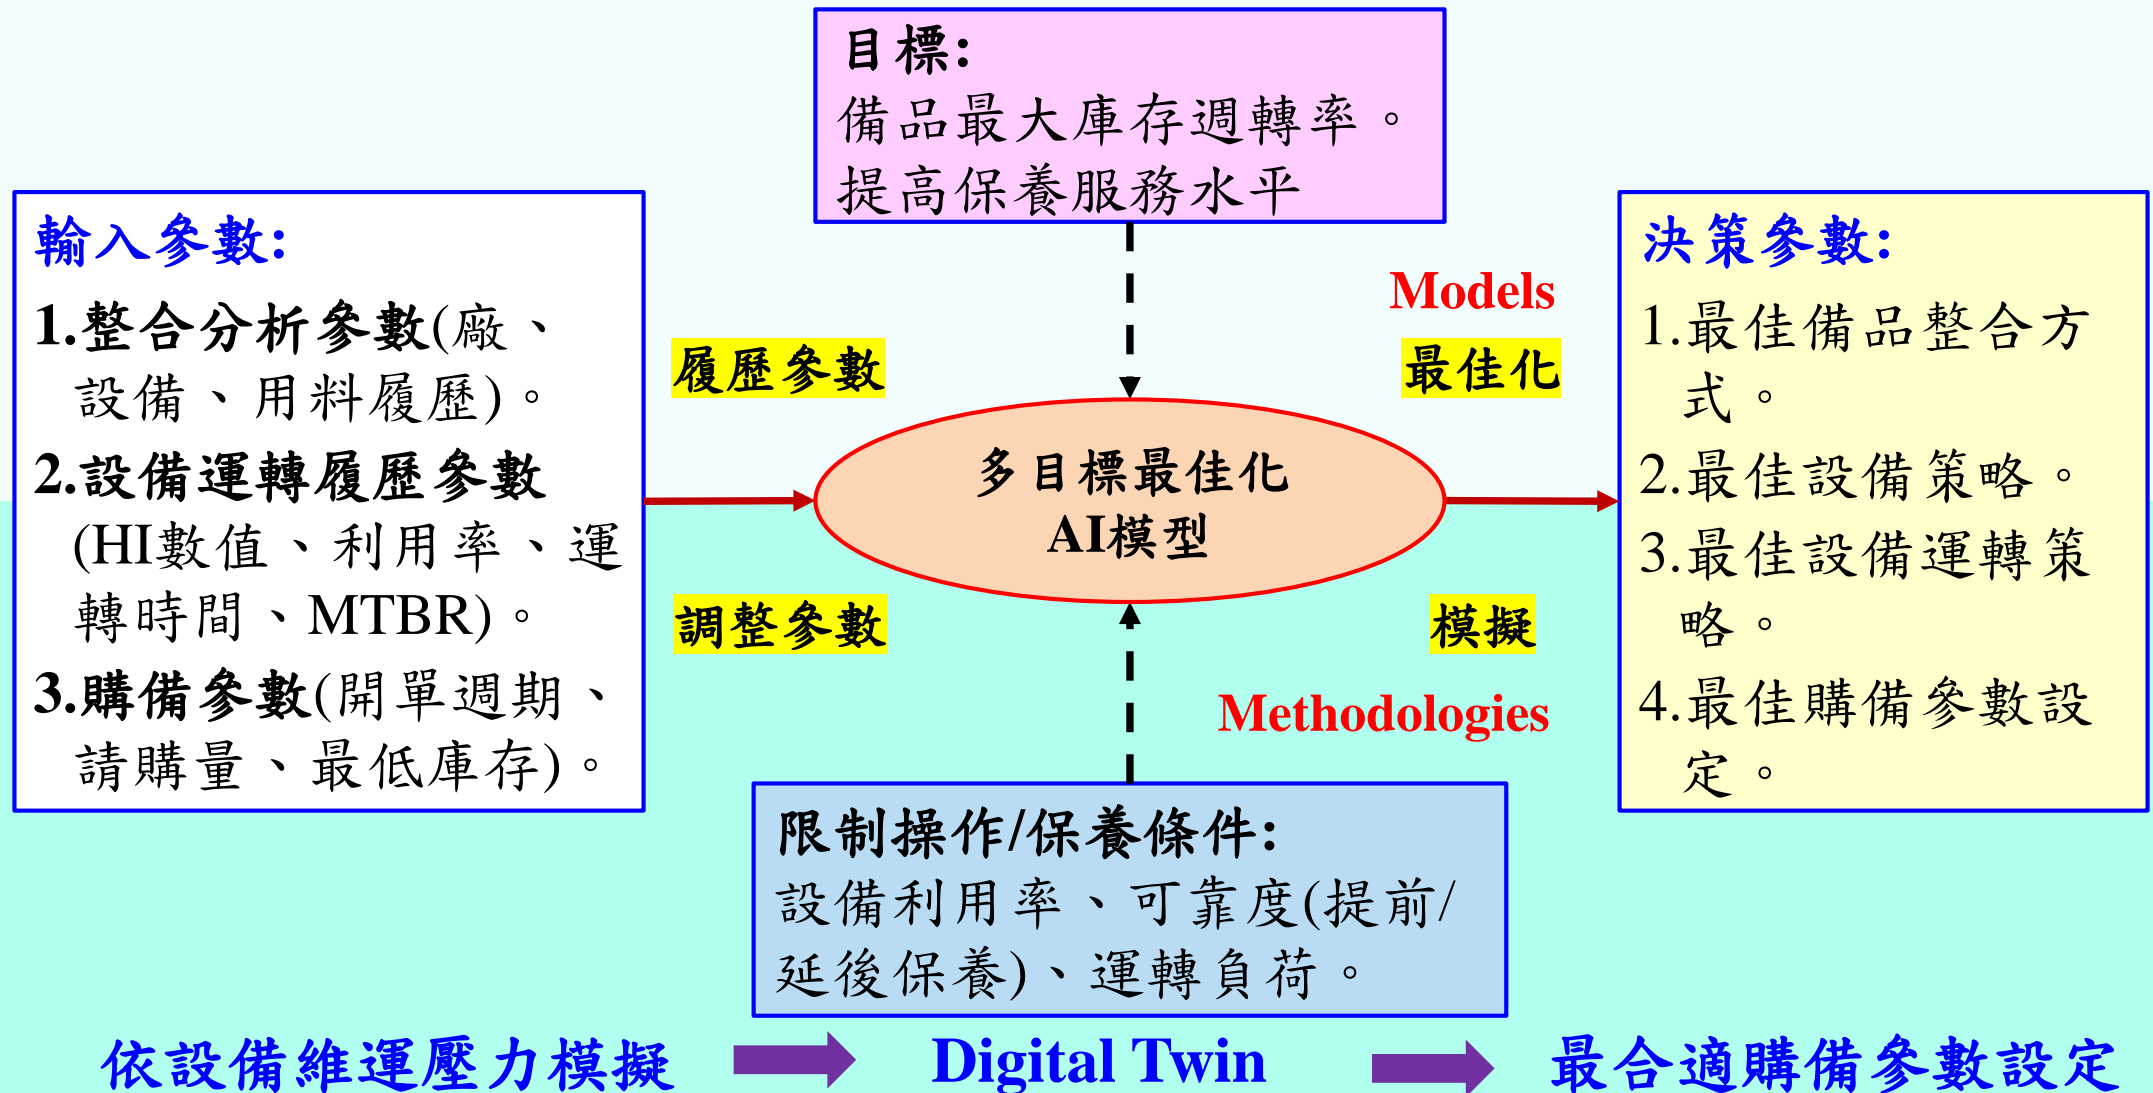 目標:
備品最大庫存週轉率。
提高保養服務水平
輸入參數:
1.整合分析參數(廠、
設備、用料履歷)。
2.設備運轉履歷參數
(HI數值、利用率、運
轉時間、MTBR)。
3.購備參數(開單週期、
請購量、最低庫存)。
履歷參數
調整參數
多目標最佳化
AI模型
Models
最佳化
模擬
Methodologies
決策參數:
1.最佳備品整合方
式。
2.最佳設備策略。
3.最佳設備運轉策
略。
4.最佳購備參數設
定。
限制操作/保養條件:
設備利用率、可靠度(提前/
延後保養)、運轉負荷。
依設備維運壓力模擬
Digital Twin
最合適購備參數設定